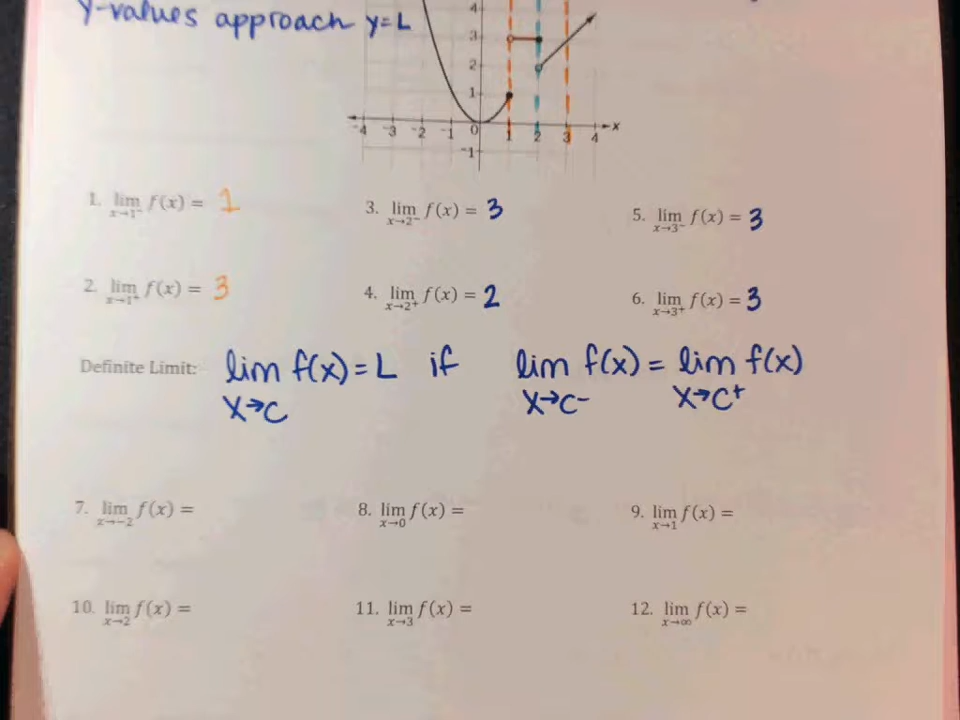 y-values approach y=L
4
3
2
1
-4 -3 -2 -1 0 1 2 3 4 x
-1
1. lim x→1⁻ f(x) = 1
3. lim x→2⁻ f(x) = 3
5. lim x→3⁻ f(x) = 3
2. lim x→1⁺ f(x) = 3
4. lim x→2⁺ f(x) = 2
6. lim x→3⁺ f(x) = 3
Definite Limit: lim x→c f(x) = L if lim x→c⁻ f(x) = lim x→c⁺ f(x)
7. lim x→-2 f(x) =
8. lim x→0 f(x) =
9. lim x→1 f(x) =
10. lim x→2 f(x) =
11. lim x→3 f(x) =
12. lim x→∞ f(x) =